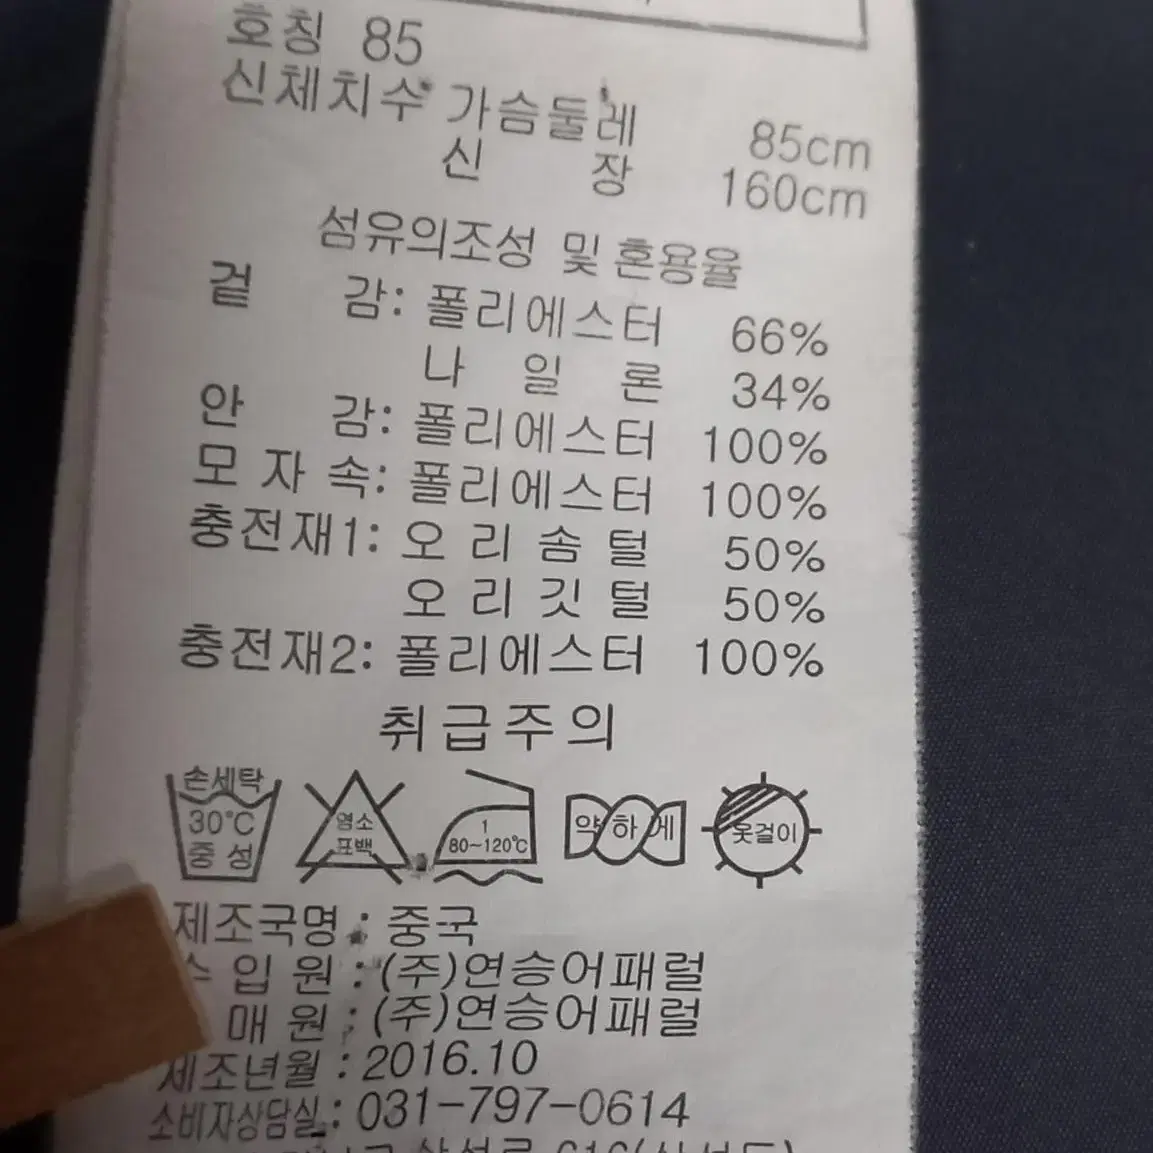 호칭 85
신체치수 가슴둘레 85cm
신 장 160cm
섬유의조성 및 혼용율
겉 감: 폴리에스터 66%
나 일 론 34%
안 감: 폴리에스터 100%
모 자 속: 폴리에스터 100%
충전재1: 오 리 솜 털 50%
오 리 깃 털 50%
충전재2: 폴리에스터 100%
취급주의
손세탁 30°C 중성
염소 표백
1 80~120℃
약하게
옷걸이
제조국명 : 중국
입 원 : (주)연승어패럴
매 원 : (주)연승어패럴
제조년월 : 2016.10
소비자상담실 : 031-797-0614